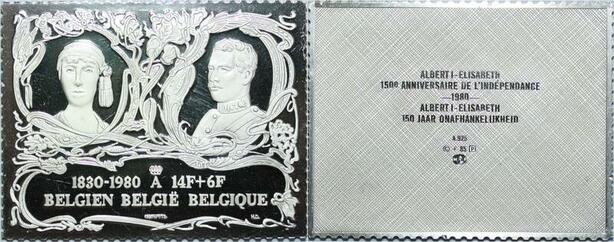 1830-1980 A 14F+6F
BELGIEN BELGIË BELGIQUE
ALBERT I-ELISABETH
150e ANNIVERSAIRE DE L'INDÉPENDANCE
—1980—
ALBERT I-ELISABETH
150 JAAR ONAFHANKELIJKHEID
A.925